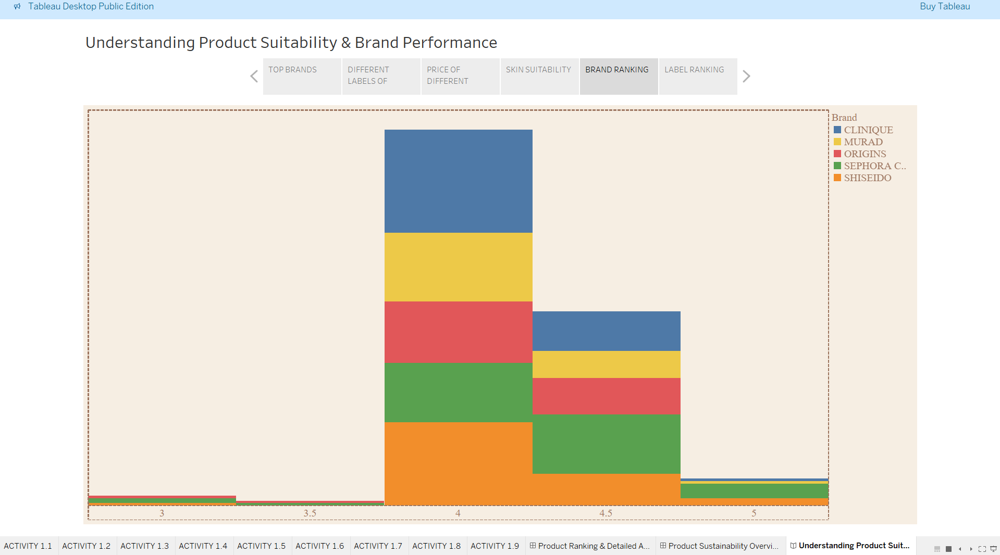 Tableau Desktop Public Edition
Buy Tableau
Understanding Product Suitability & Brand Performance
TOP BRANDS
DIFFERENT
LABELS OF
PRICE OF
DIFFERENT
SKIN SUITABILITY
BRAND RANKING
LABEL RANKING
Brand
CLINIQUE
MURAD
ORIGINS
SEPHORA C..
SHISEIDO
3
3.5
4
4.5
5
ACTIVITY 1.1
ACTIVITY 1.2
ACTIVITY 1.3
ACTIVITY 1.4
ACTIVITY 1.5
ACTIVITY 1.6
ACTIVITY 1.7
ACTIVITY 1.8
ACTIVITY 1.9
Product Ranking & Detailed A...
Product Sustainability Overvi...
Understanding Product Suit...